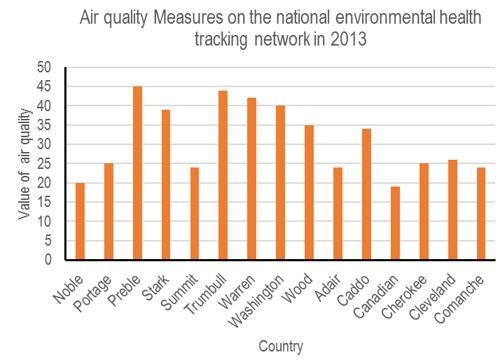 Air quality Measures on the national environmental health
tracking network in 2013
Value of air quality
50
45
40
35
30
25
20
15
10
5
0
Noble
Portage
Preble
Stark
Summit
Trumbull
Warren
Washington
Wood
Adair
Caddo
Canadian
Cherokee
Cleveland
Comanche
Country